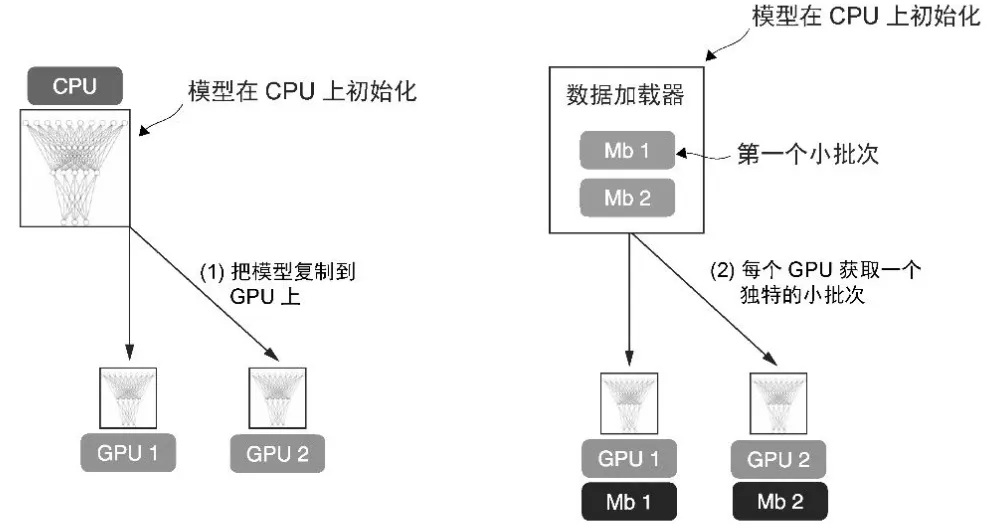 CPU
模型在 CPU 上初始化
(1) 把模型复制到
GPU 上
GPU 1
GPU 2
模型在 CPU 上初始化
数据加载器
Mb 1
第一个小批次
Mb 2
(2) 每个 GPU 获取一个
独特的小批次
GPU 1
GPU 2
Mb 1
Mb 2